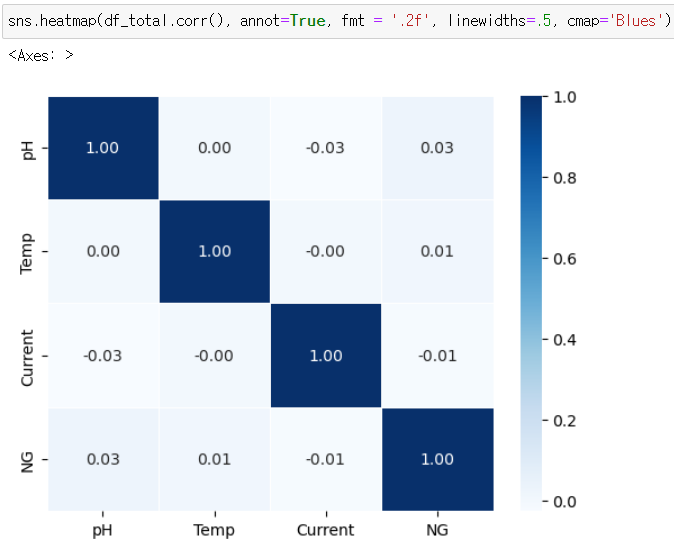 sns.heatmap(df_total.corr(), annot=True, fmt = '.2f', linewidths=.5, cmap='Blues')
<Axes: >
1.00 0.00 -0.03 0.03
0.00 1.00 -0.00 0.01
-0.03 -0.00 1.00 -0.01
0.03 0.01 -0.01 1.00
pH
Temp
Current
NG
pH Temp Current NG
1.0
0.8
0.6
0.4
0.2
0.0